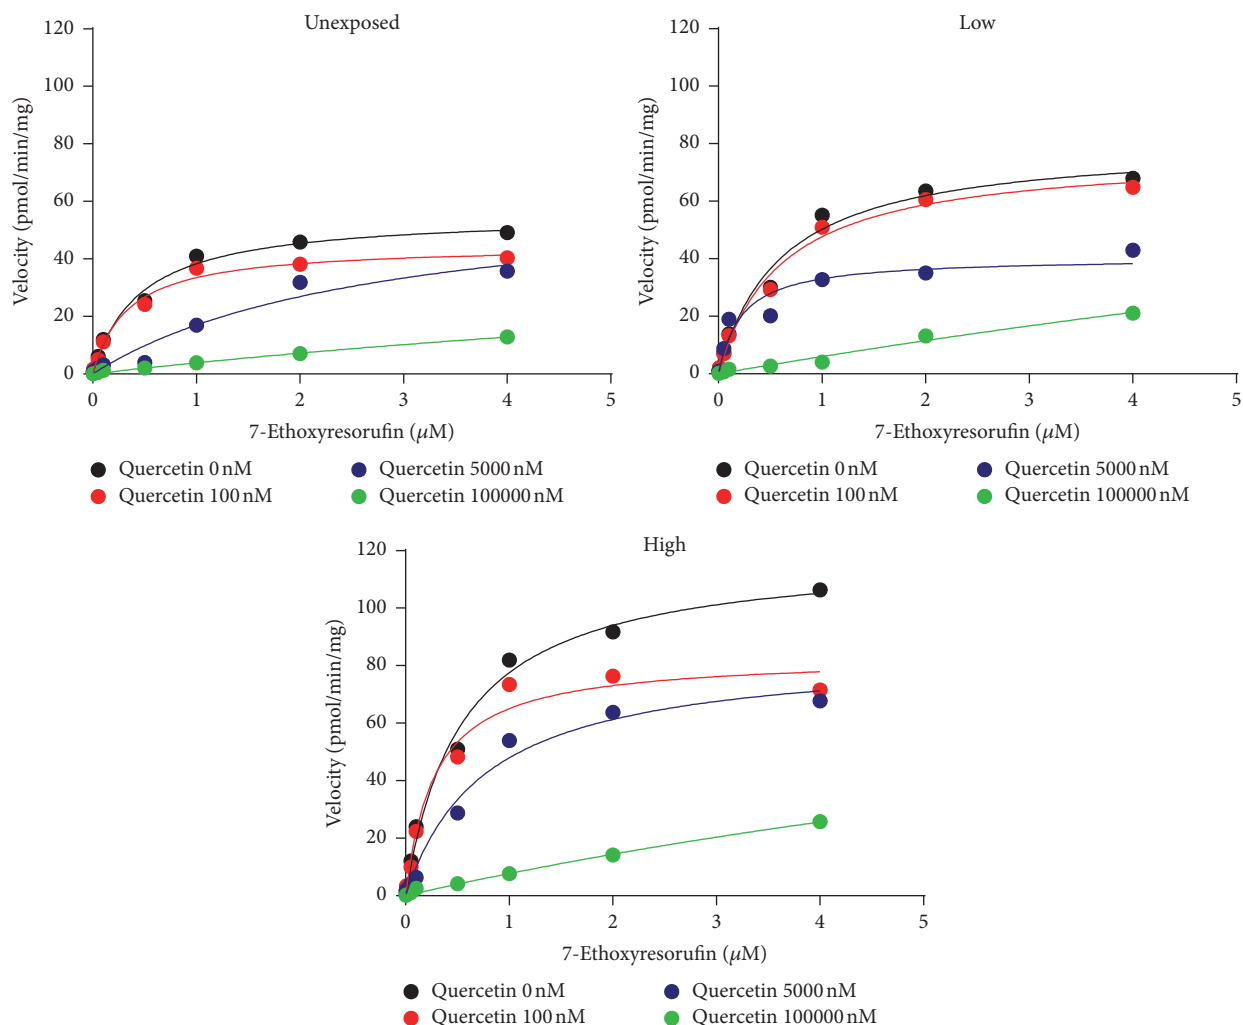 Unexposed
Velocity (pmol/min/mg)
120
100
80
60
40
20
0
0 1 2 3 4 5
7-Ethoxyresorufin (μM)
Quercetin 0 nM
Quercetin 5000 nM
Quercetin 100 nM
Quercetin 100000 nM
Low
Velocity (pmol/min/mg)
120
100
80
60
40
20
0
0 1 2 3 4 5
7-Ethoxyresorufin (μM)
Quercetin 0 nM
Quercetin 5000 nM
Quercetin 100 nM
Quercetin 100000 nM
High
Velocity (pmol/min/mg)
120
100
80
60
40
20
0
0 1 2 3 4 5
7-Ethoxyresorufin (μM)
Quercetin 0 nM
Quercetin 5000 nM
Quercetin 100 nM
Quercetin 100000 nM